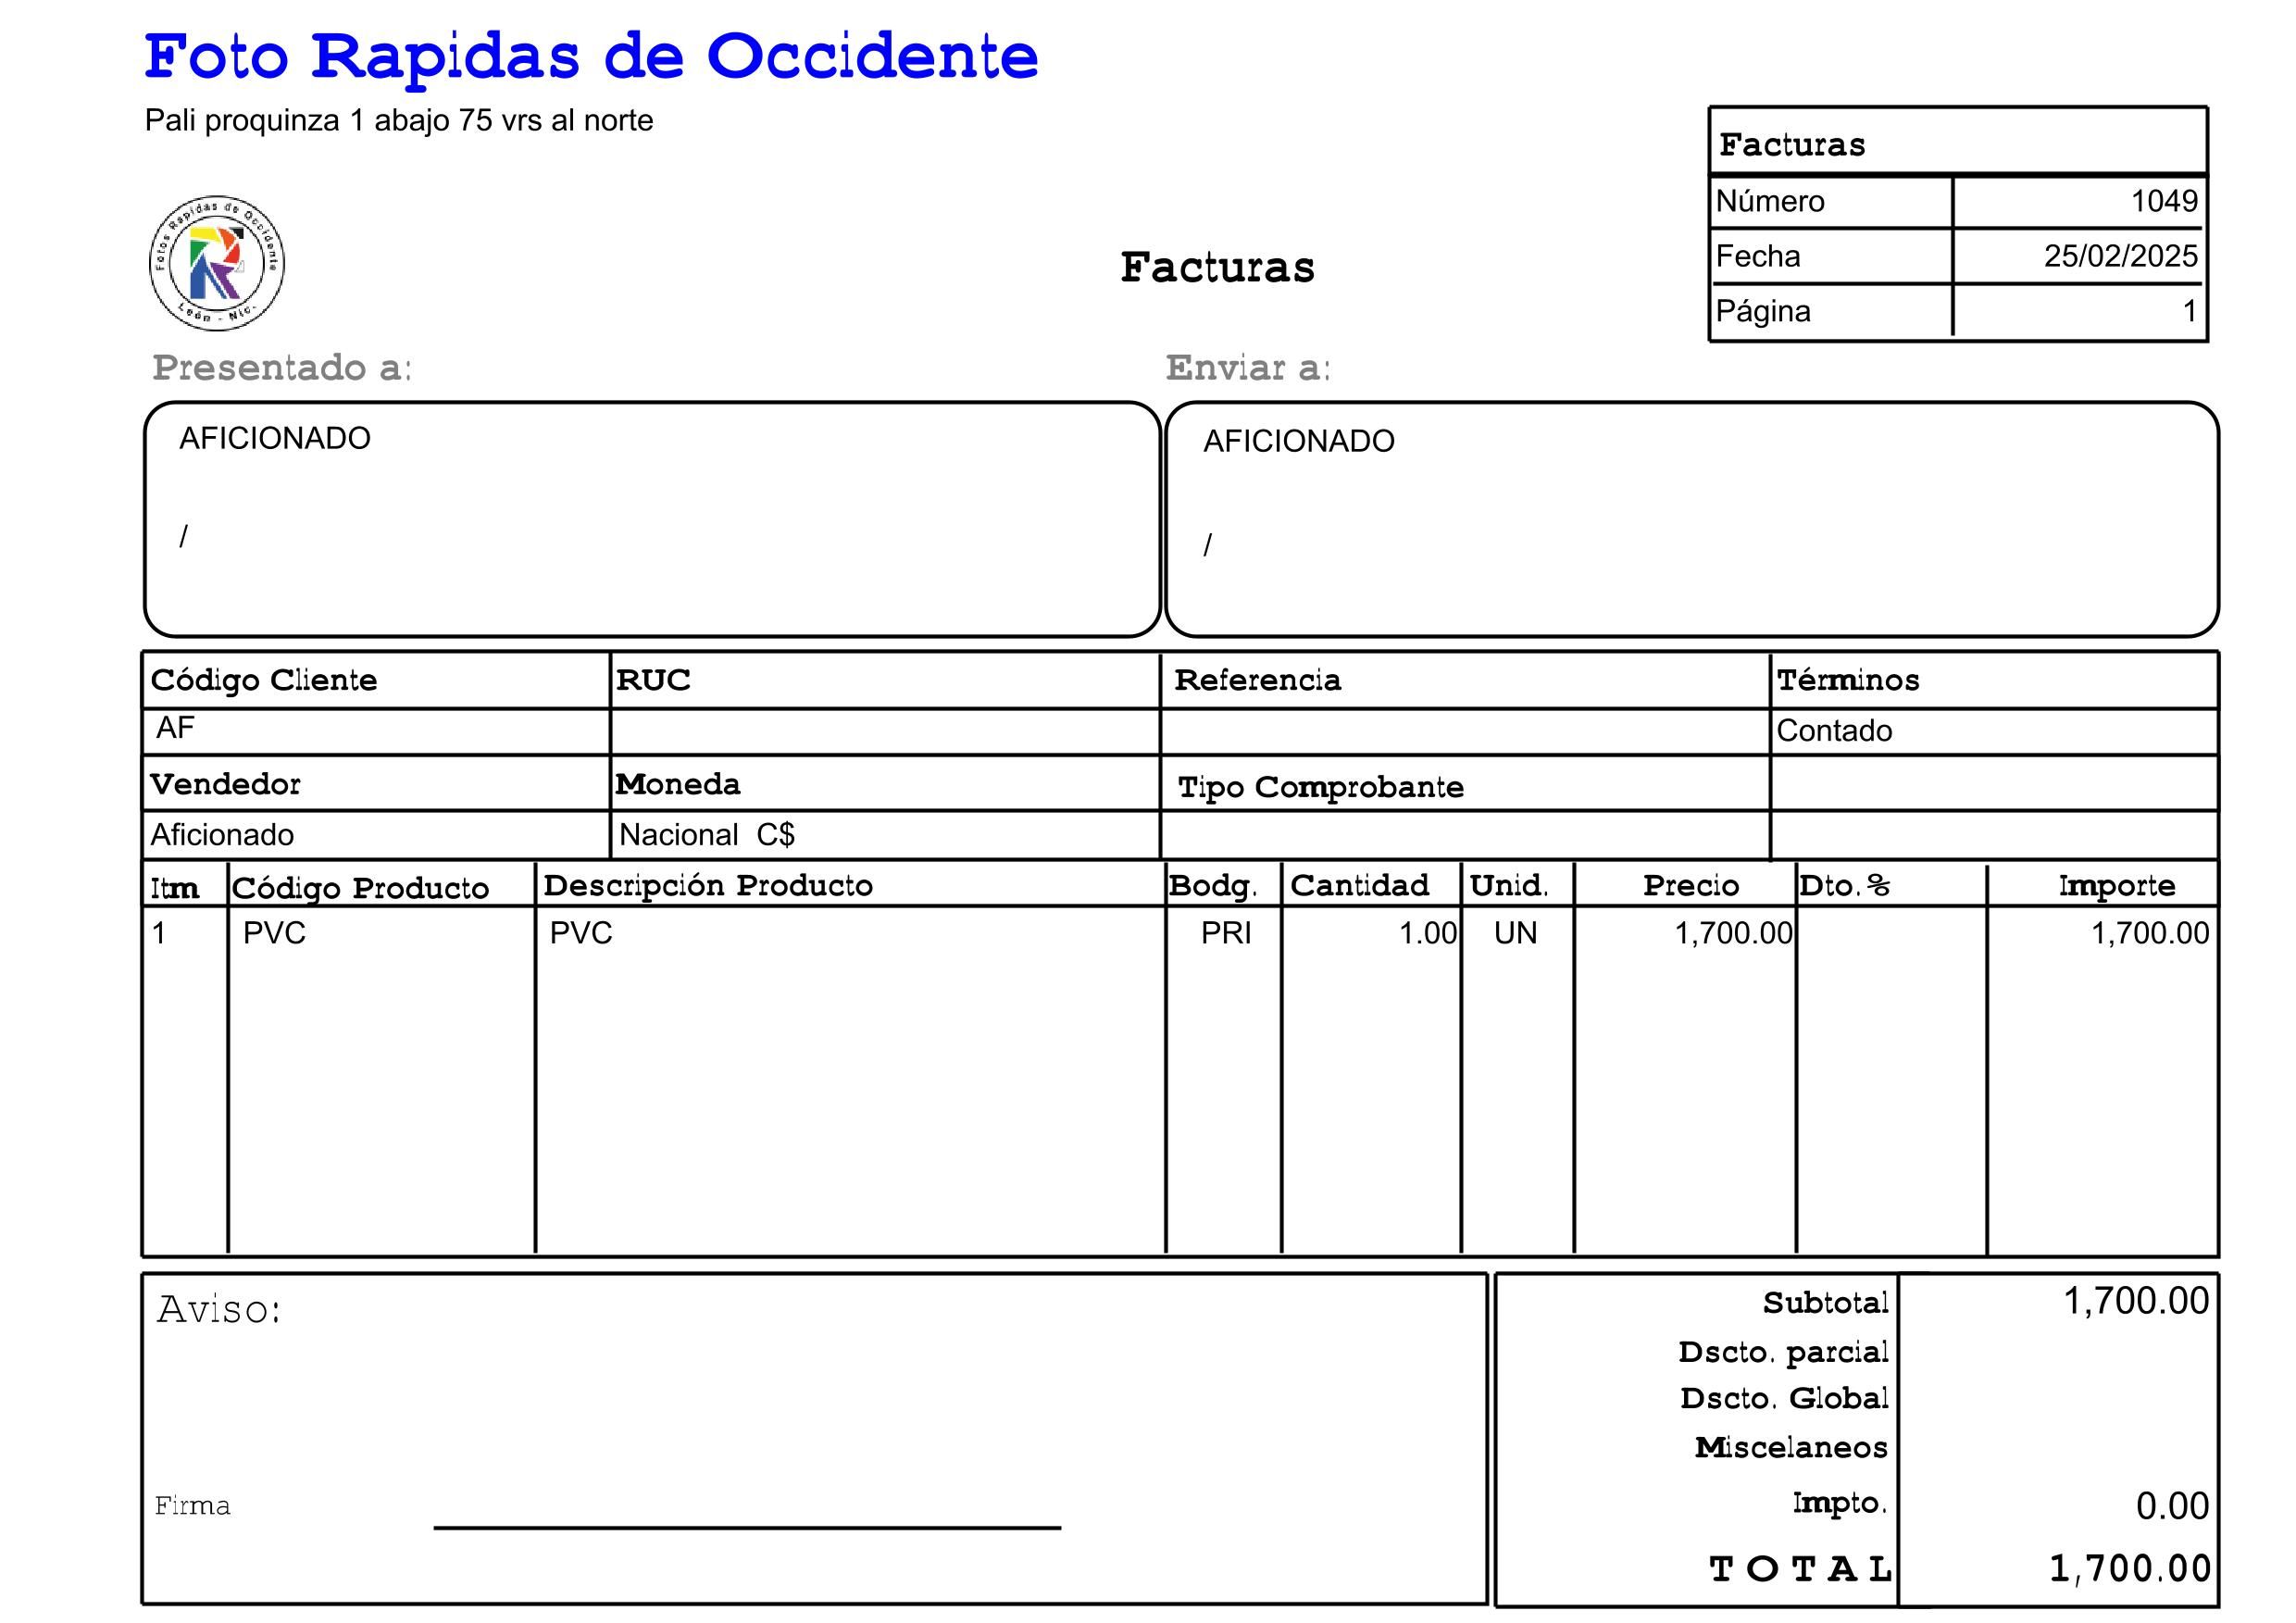 Foto Rapidas de Occidente
Pali proquinza 1 abajo 75 vrs al norte
Fotos Rapidas de Occidente
León - Nic.
Facturas
Facturas
Número 1049
Fecha 25/02/2025
Página 1
Presentado a: Enviar a:
AFICIONADO AFICIONADO
/ /
Código Cliente RUC Referencia Términos
AF Contado
Vendedor Moneda Tipo Comprobante
Aficionado Nacional C$
Itm Código Producto Descripción Producto Bodg. Cantidad Unid. Precio Dto.% Importe
1 PVC PVC PRI 1.00 UN 1,700.00 1,700.00
Aviso:
Firma
Subtotal 1,700.00
Dscto. parcial
Dscto. Global
Miscelaneos
Impto. 0.00
TOTAL 1,700.00